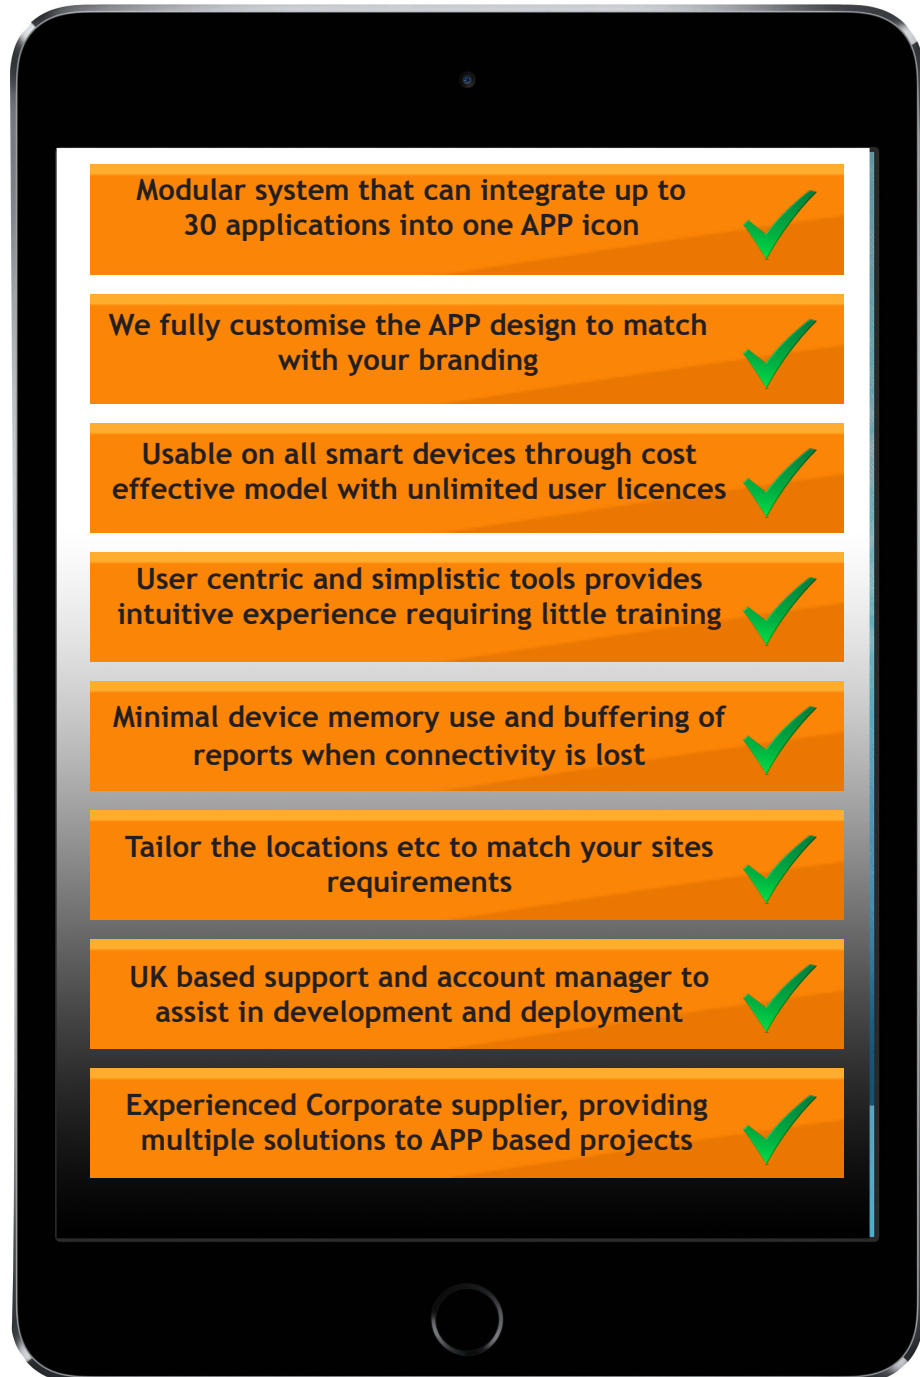 Modular system that can integrate up to
30 applications into one APP icon
We fully customise the APP design to match
with your branding
Usable on all smart devices through cost
effective model with unlimited user licences
User centric and simplistic tools provides
intuitive experience requiring little training
Minimal device memory use and buffering of
reports when connectivity is lost
Tailor the locations etc to match your sites
requirements
UK based support and account manager to
assist in development and deployment
Experienced Corporate supplier, providing
multiple solutions to APP based projects